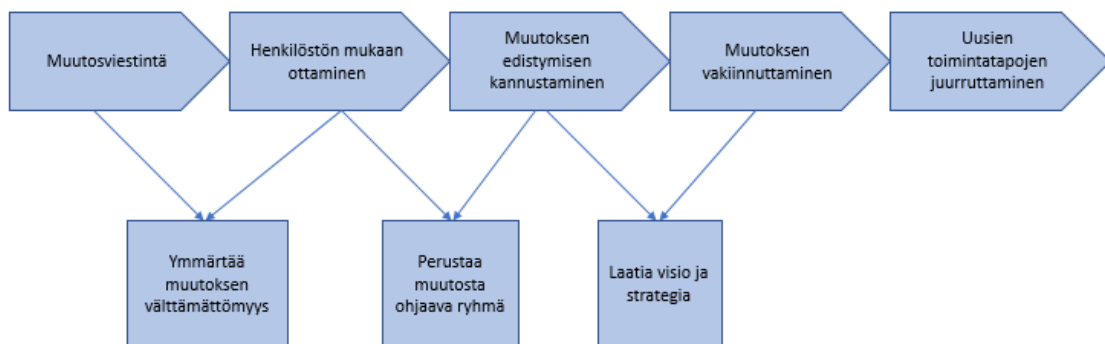 Muutosviestintä
Henkilöstön mukaan
ottaminen
Muutoksen
edistymisen
kannustaminen
Muutoksen
vakiinnuttaminen
Uusien
toimintatapojen
juurruttaminen
Ymmärtää
muutoksen
välttämättömyys
Perustaa
muutosta
ohjaava ryhmä
Laatia visio ja
strategia